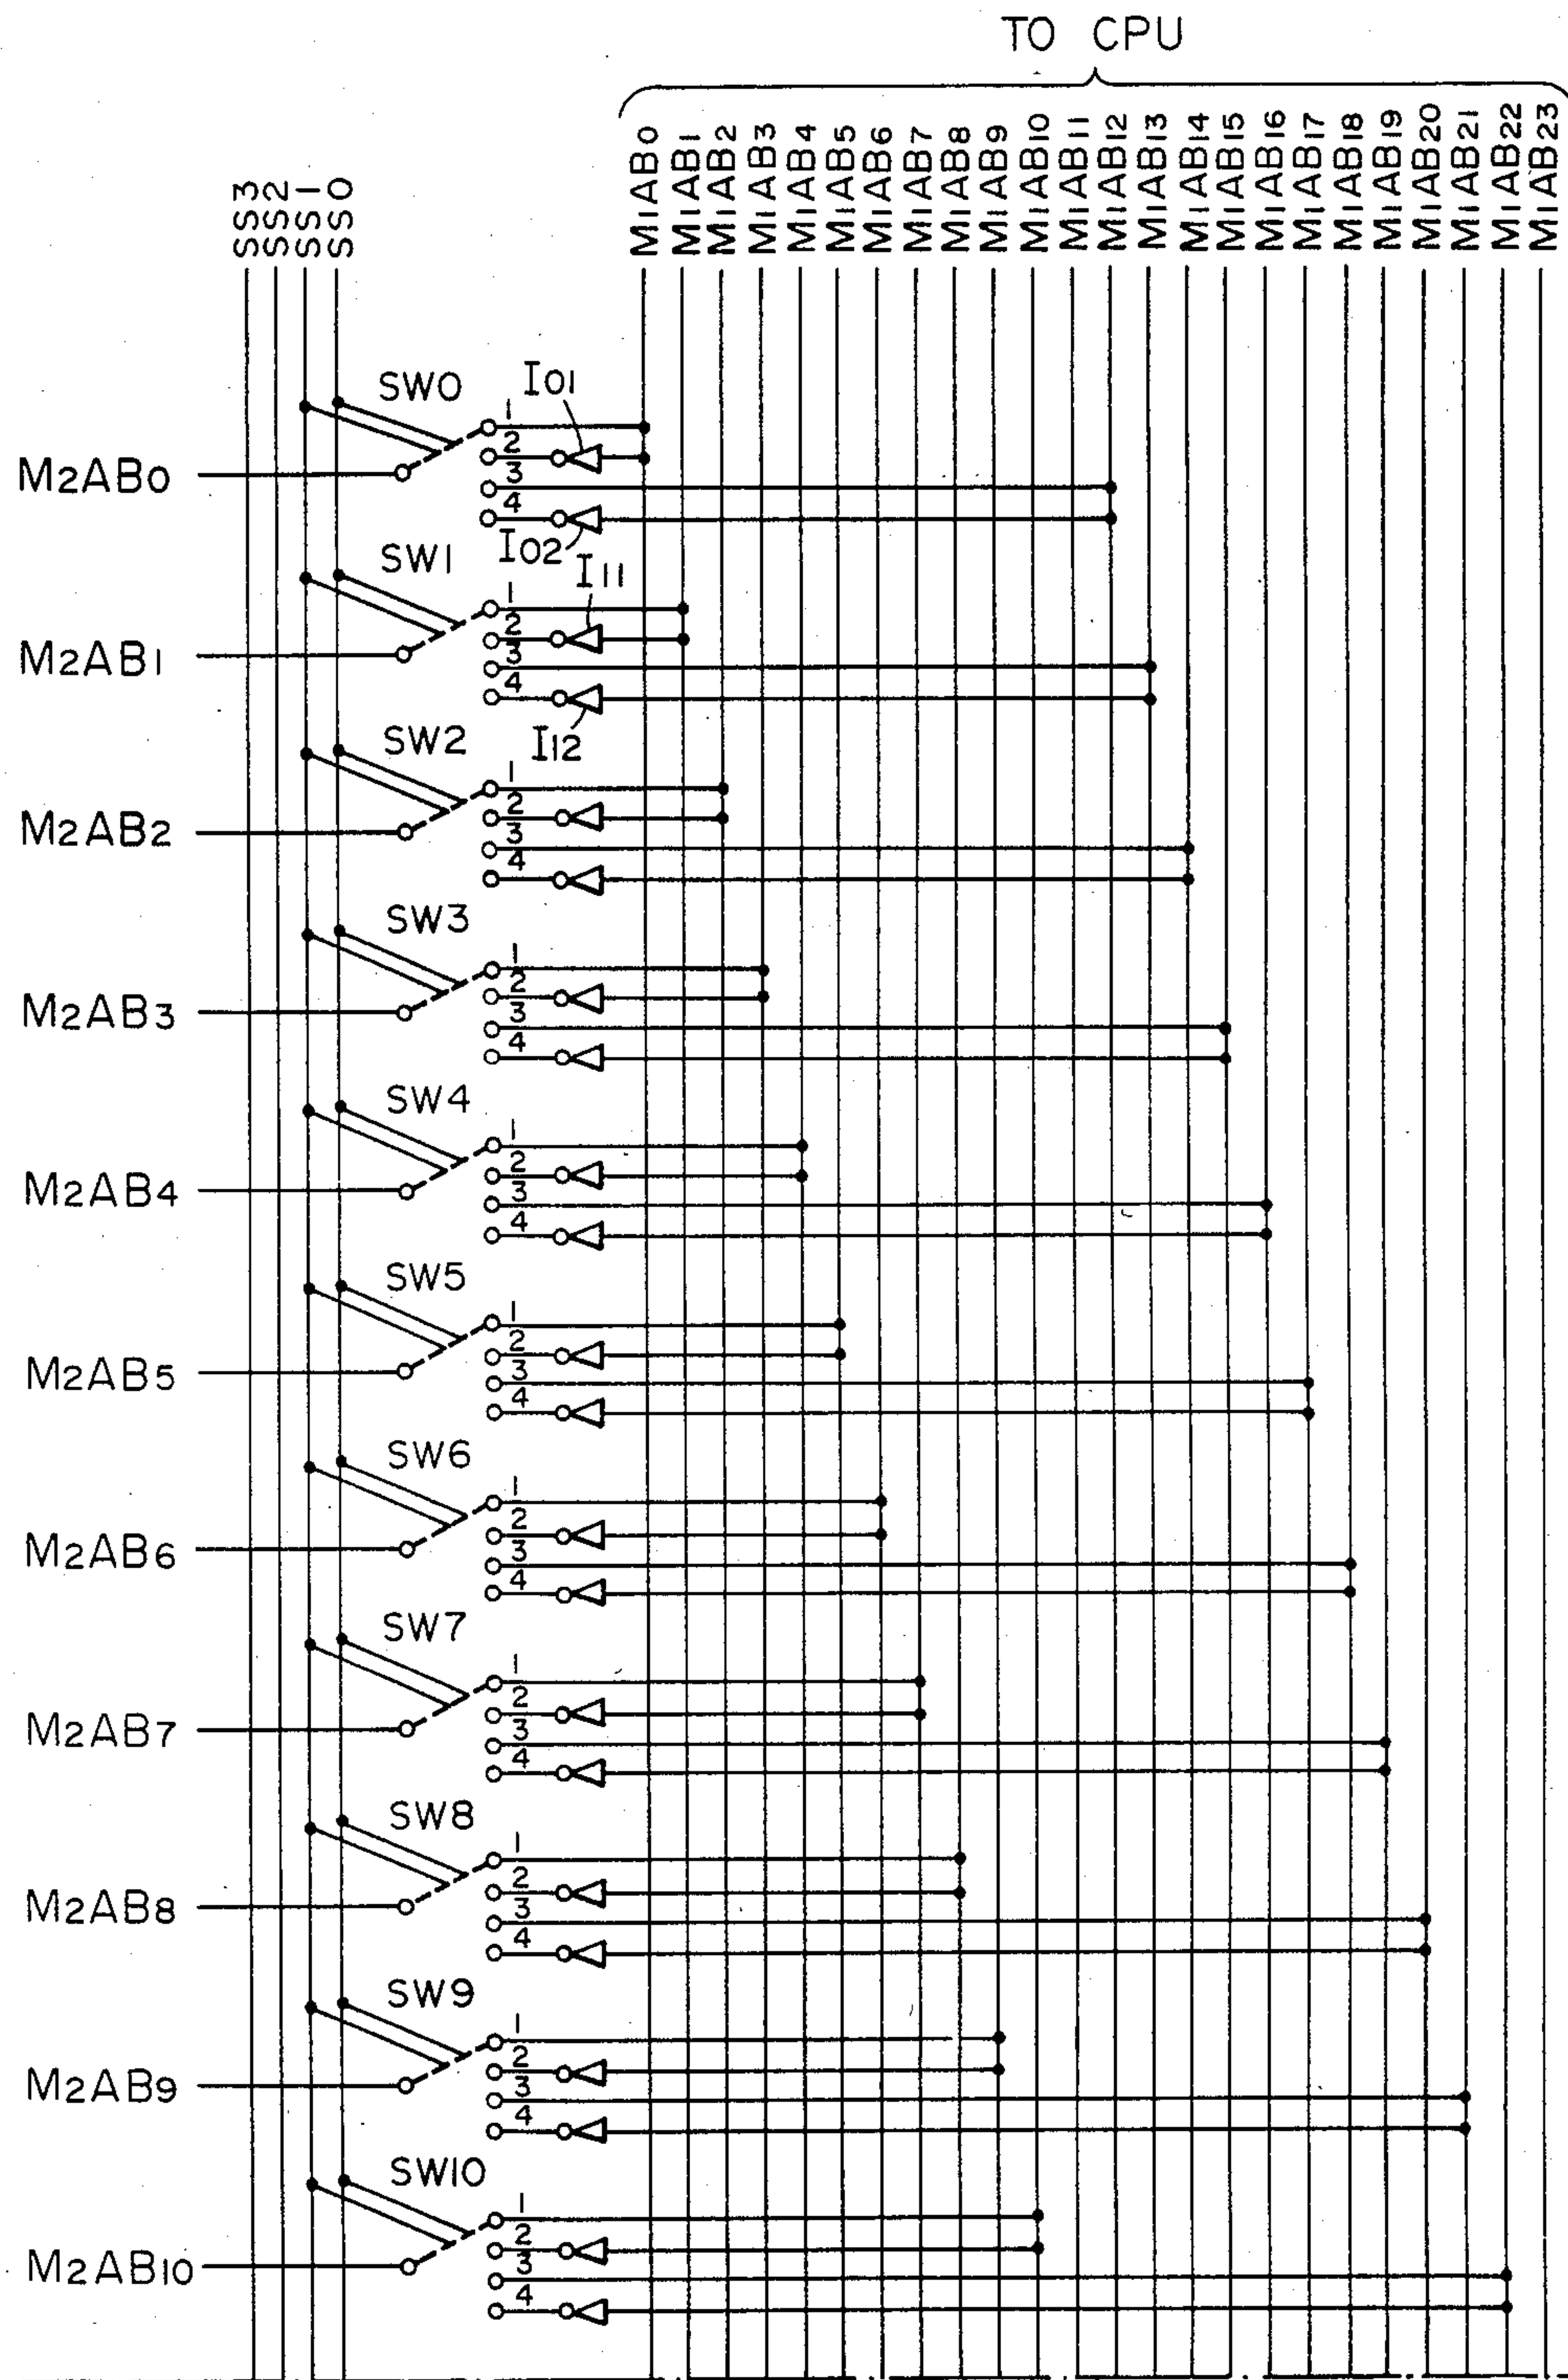 TO CPU
SS3
SS2
SS1
SS0
M1AB0
M1AB1
M1AB2
M1AB3
M1AB4
M1AB5
M1AB6
M1AB7
M1AB8
M1AB9
M1AB10
M1AB11
M1AB12
M1AB13
M1AB14
M1AB15
M1AB16
M1AB17
M1AB18
M1AB19
M1AB20
M1AB21
M1AB22
M1AB23
SW0
I01
1
2
3
4
M2AB0
I02
SW1
I11
1
2
3
4
M2AB1
I12
SW2
1
2
3
4
M2AB2
SW3
1
2
3
4
M2AB3
SW4
1
2
3
4
M2AB4
SW5
1
2
3
4
M2AB5
SW6
1
2
3
4
M2AB6
SW7
1
2
3
4
M2AB7
SW8
1
2
3
4
M2AB8
SW9
1
2
3
4
M2AB9
SW10
1
2
3
4
M2AB10